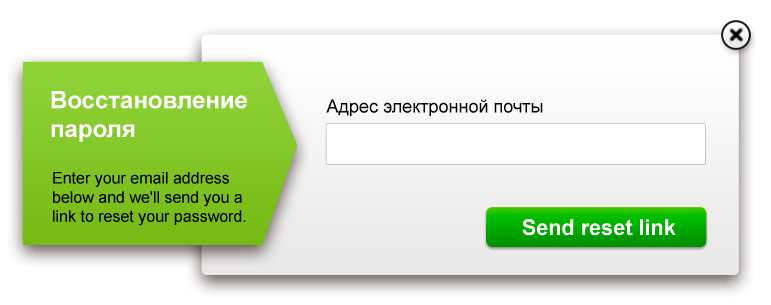 Восстановление
пароля
Enter your email address
below and we'll send you a
link to reset your password.
Адрес электронной почты
Send reset link